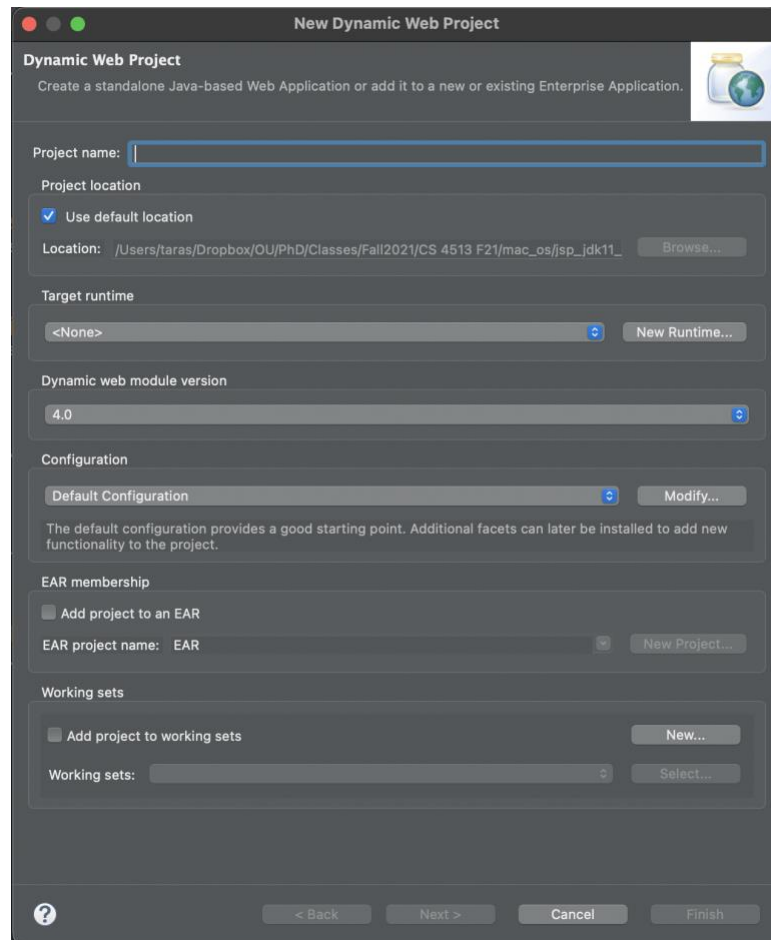 New Dynamic Web Project
Dynamic Web Project
Create a standalone Java-based Web Application or add it to a new or existing Enterprise Application.
Project name:
Project location
Use default location
Location: /Users/taras/Dropbox/OU/PhD/Classes/Fall2021/CS 4513 F21/mac_os/jsp_jdk11_ Browse...
Target runtime
<None> New Runtime...
Dynamic web module version
4.0
Configuration
Default Configuration Modify...
The default configuration provides a good starting point. Additional facets can later be installed to add new
functionality to the project.
EAR membership
Add project to an EAR
EAR project name: EAR New Project...
Working sets
Add project to working sets New...
Working sets: Select...
? < Back Next > Cancel Finish